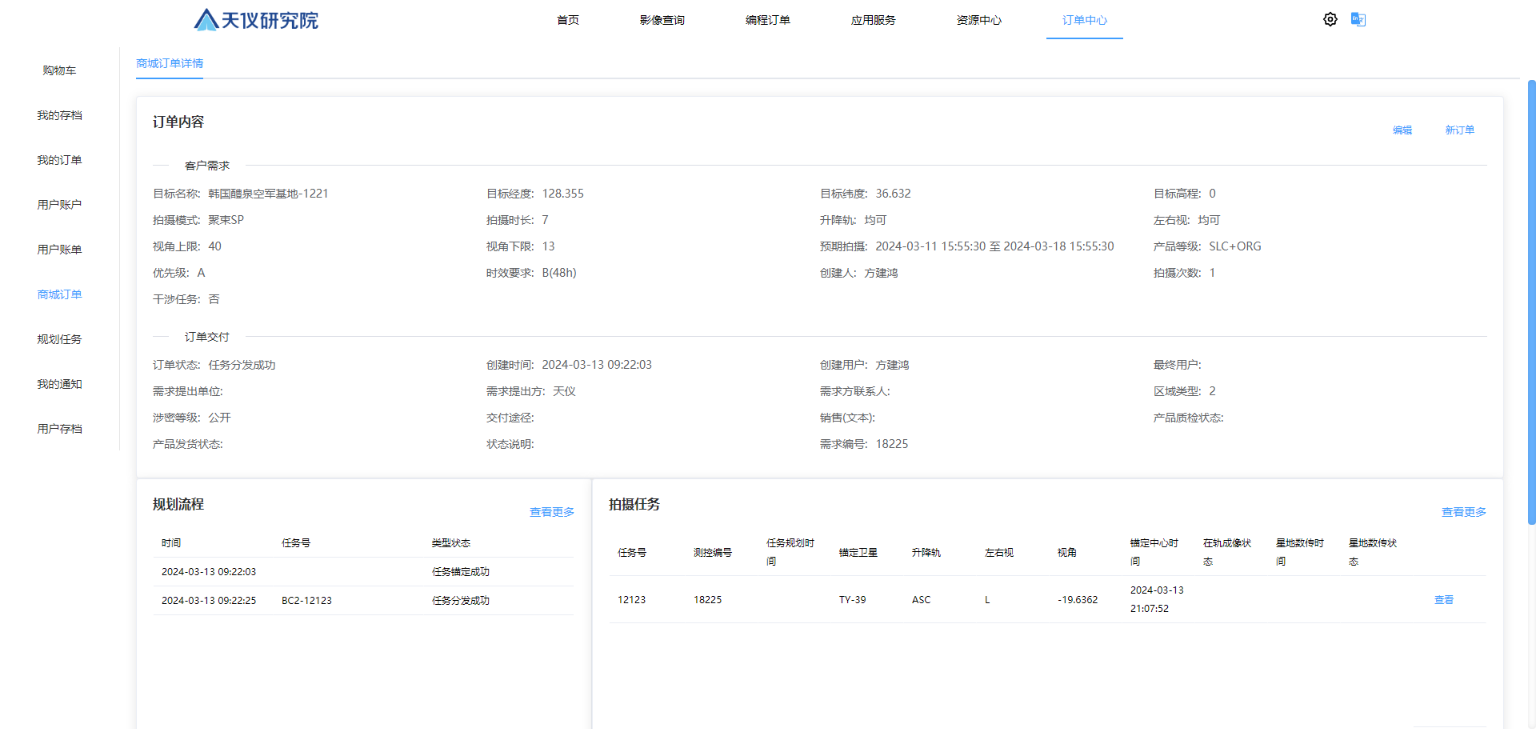 天仪研究院
首页 影像查询 编程订单 应用服务 资源中心 订单中心
购物车
我的存档
我的订单
用户账户
用户账单
商城订单
规划任务
我的通知
用户存档
商城订单详情
订单内容
编辑 新订单
客户需求
目标名称: 韩国醴泉空军基地-1221 目标经度: 128.355 目标纬度: 36.632 目标高程: 0
拍摄模式: 聚束SP 拍摄时长: 7 升降轨: 均可 左右视: 均可
视角上限: 40 视角下限: 13 预期拍摄: 2024-03-11 15:55:30 至 2024-03-18 15:55:30 产品等级: SLC+ORG
优先级: A 时效要求: B(48h) 创建人: 方建鸿 拍摄次数: 1
干涉任务: 否
订单交付
订单状态: 任务分发成功 创建时间: 2024-03-13 09:22:03 创建用户: 方建鸿 最终用户:
需求提出单位: 需求提出方: 天仪 需求方联系人: 区域类型: 2
涉密等级: 公开 交付途径: 销售(文本): 产品质检状态:
产品发货状态: 状态说明: 需求编号: 18225
规划流程
查看更多
时间 任务号 类型状态
2024-03-13 09:22:03 任务锚定成功
2024-03-13 09:22:25 BC2-12123 任务分发成功
拍摄任务
查看更多
任务号 测控编号 任务规划时间 锚定卫星 升降轨 左右视 视角 锚定中心时间 在轨成像状态 星地数传时间 星地数传状态
12123 18225 TY-39 ASC L -19.6362 2024-03-13 21:07:52 查看